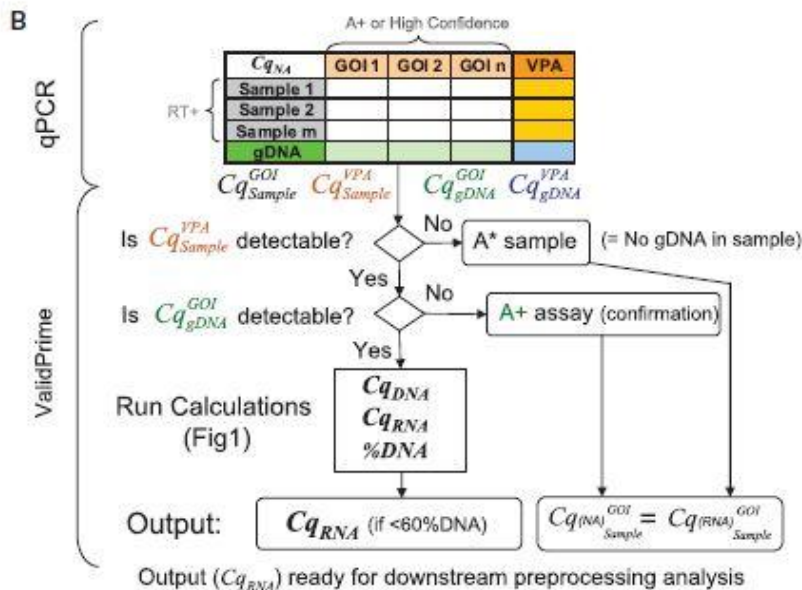 B
A+ or High Confidence
Cq_NA GOI 1 GOI 2 GOI n VPA
RT+
Sample 1
Sample 2
Sample m
gDNA
qPCR
Cq_Sample^GOI Cq_Sample^VPA Cq_gDNA^GOI Cq_gDNA^VPA
Is Cq_Sample^VPA detectable?
No
A* sample (= No gDNA in sample)
Yes
Is Cq_gDNA^GOI detectable?
No
A+ assay (confirmation)
Yes
ValidPrime
Run Calculations
(Fig1)
Cq_DNA
Cq_RNA
%DNA
Output:
Cq_RNA (if <60%DNA)
Cq_(NA)_Sample^GOI = Cq_(RNA)_Sample^GOI
Output (Cq_RNA) ready for downstream preprocessing analysis